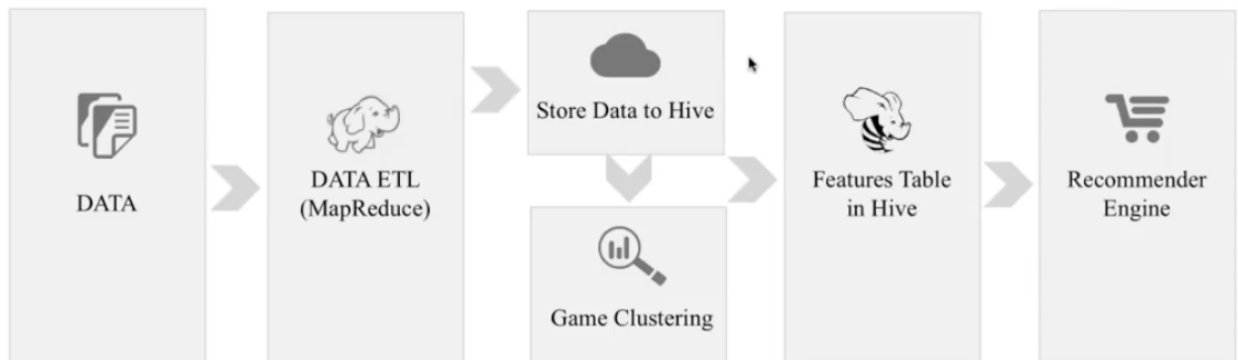 DATA
DATA ETL
(MapReduce)
Store Data to Hive
Game Clustering
Features Table
in Hive
Recommender
Engine